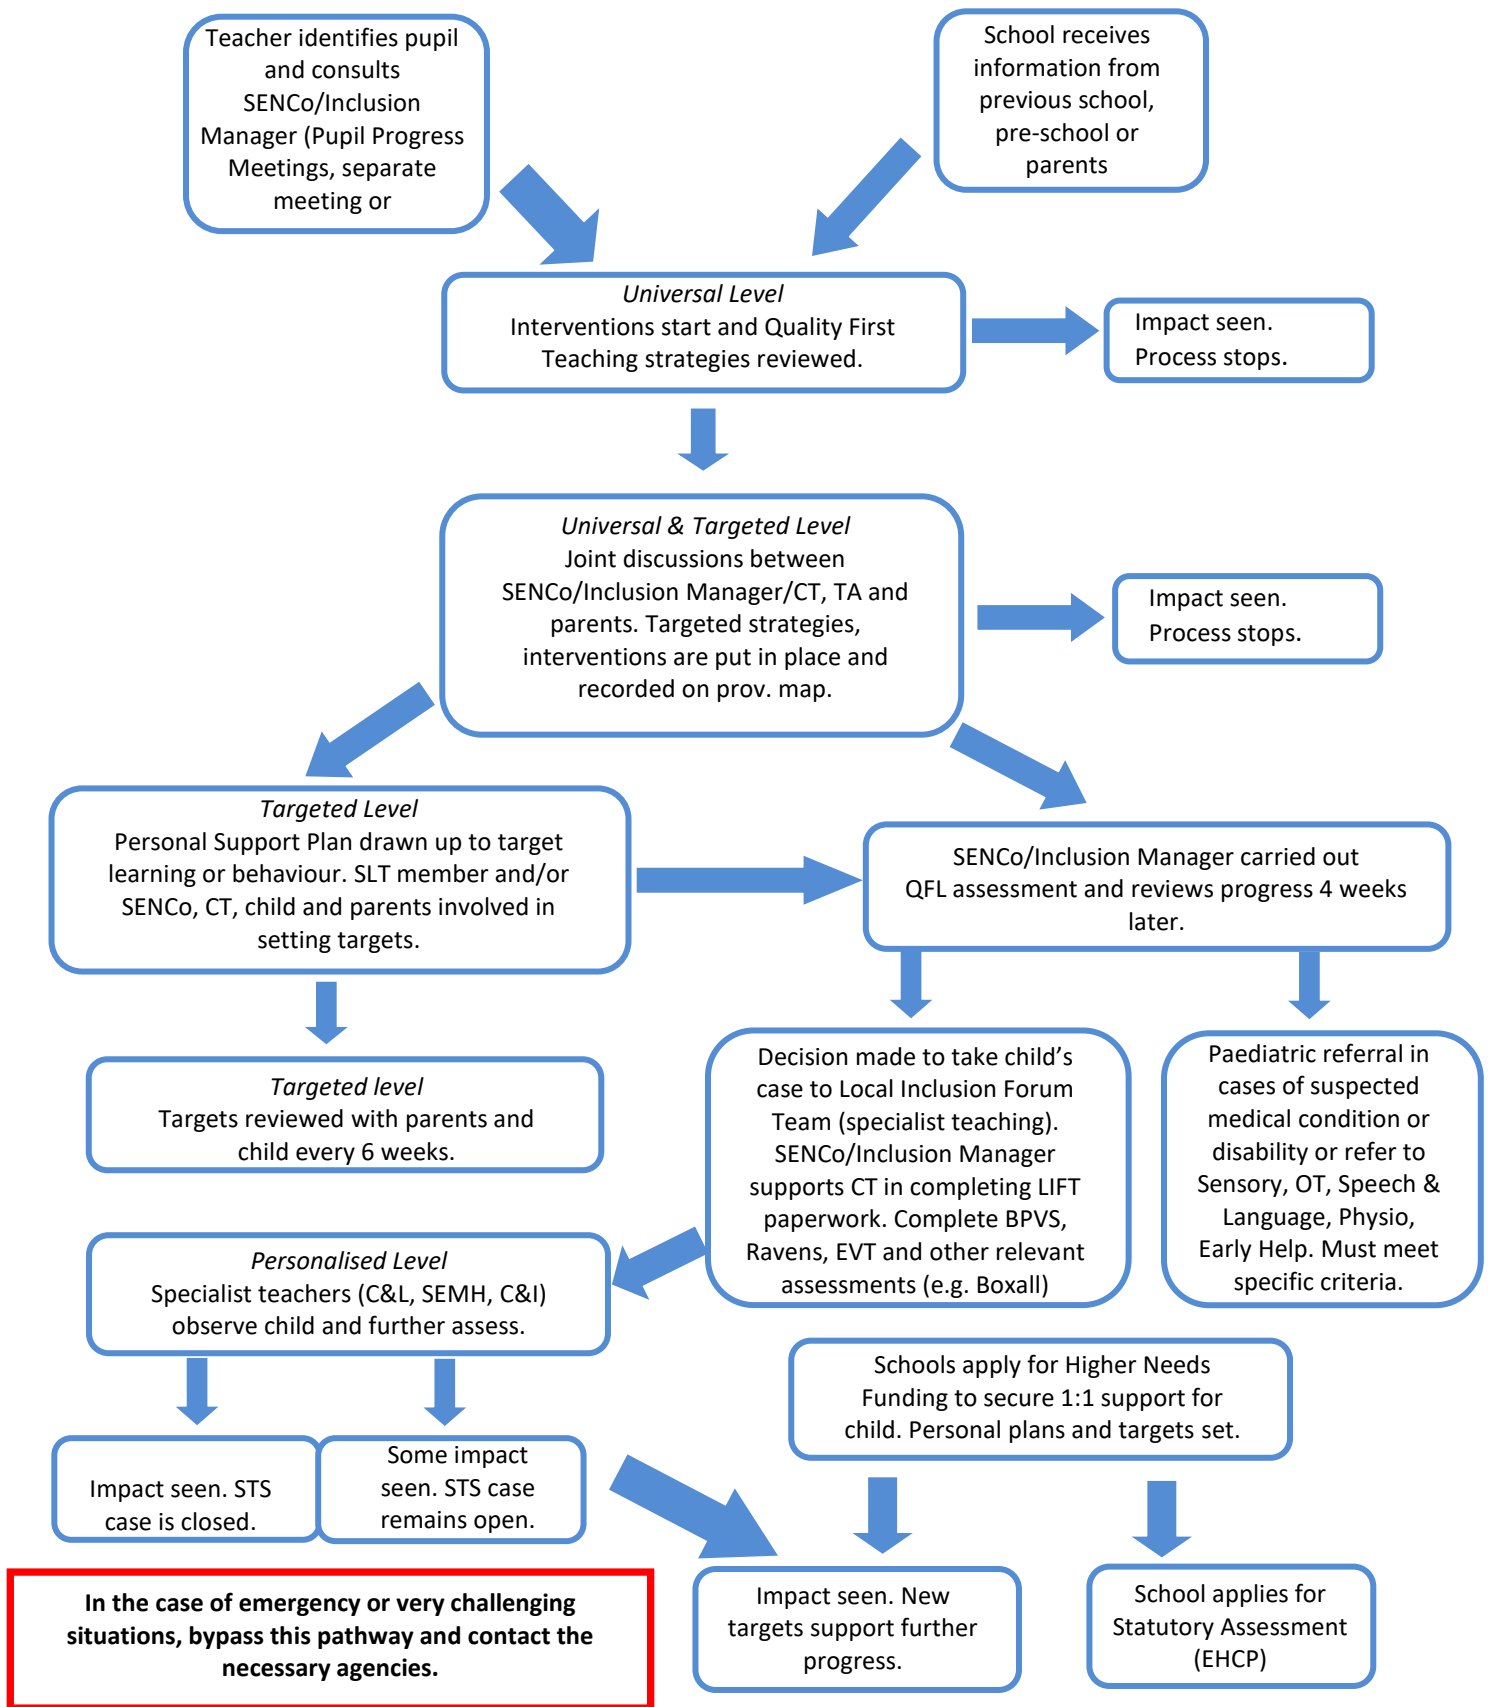 Teacher identifies pupil
and consults
SENCo/Inclusion
Manager (Pupil Progress
Meetings, separate
meeting or
School receives
information from
previous school,
pre-school or
parents
Universal Level
Interventions start and Quality First
Teaching strategies reviewed.
Impact seen.
Process stops.
Universal & Targeted Level
Joint discussions between
SENCo/Inclusion Manager/CT, TA and
parents. Targeted strategies,
interventions are put in place and
recorded on prov. map.
Impact seen.
Process stops.
Targeted Level
Personal Support Plan drawn up to target
learning or behaviour. SLT member and/or
SENCo, CT, child and parents involved in
setting targets.
SENCo/Inclusion Manager carried out
QFL assessment and reviews progress 4 weeks
later.
Targeted level
Targets reviewed with parents and
child every 6 weeks.
Decision made to take child’s
case to Local Inclusion Forum
Team (specialist teaching).
SENCo/Inclusion Manager
supports CT in completing LIFT
paperwork. Complete BPVS,
Ravens, EVT and other relevant
assessments (e.g. Boxall)
Paediatric referral in
cases of suspected
medical condition or
disability or refer to
Sensory, OT, Speech &
Language, Physio,
Early Help. Must meet
specific criteria.
Personalised Level
Specialist teachers (C&L, SEMH, C&I)
observe child and further assess.
Schools apply for Higher Needs
Funding to secure 1:1 support for
child. Personal plans and targets set.
Impact seen. STS
case is closed.
Some impact
seen. STS case
remains open.
In the case of emergency or very challenging
situations, bypass this pathway and contact the
necessary agencies.
Impact seen. New
targets support further
progress.
School applies for
Statutory Assessment
(EHCP)